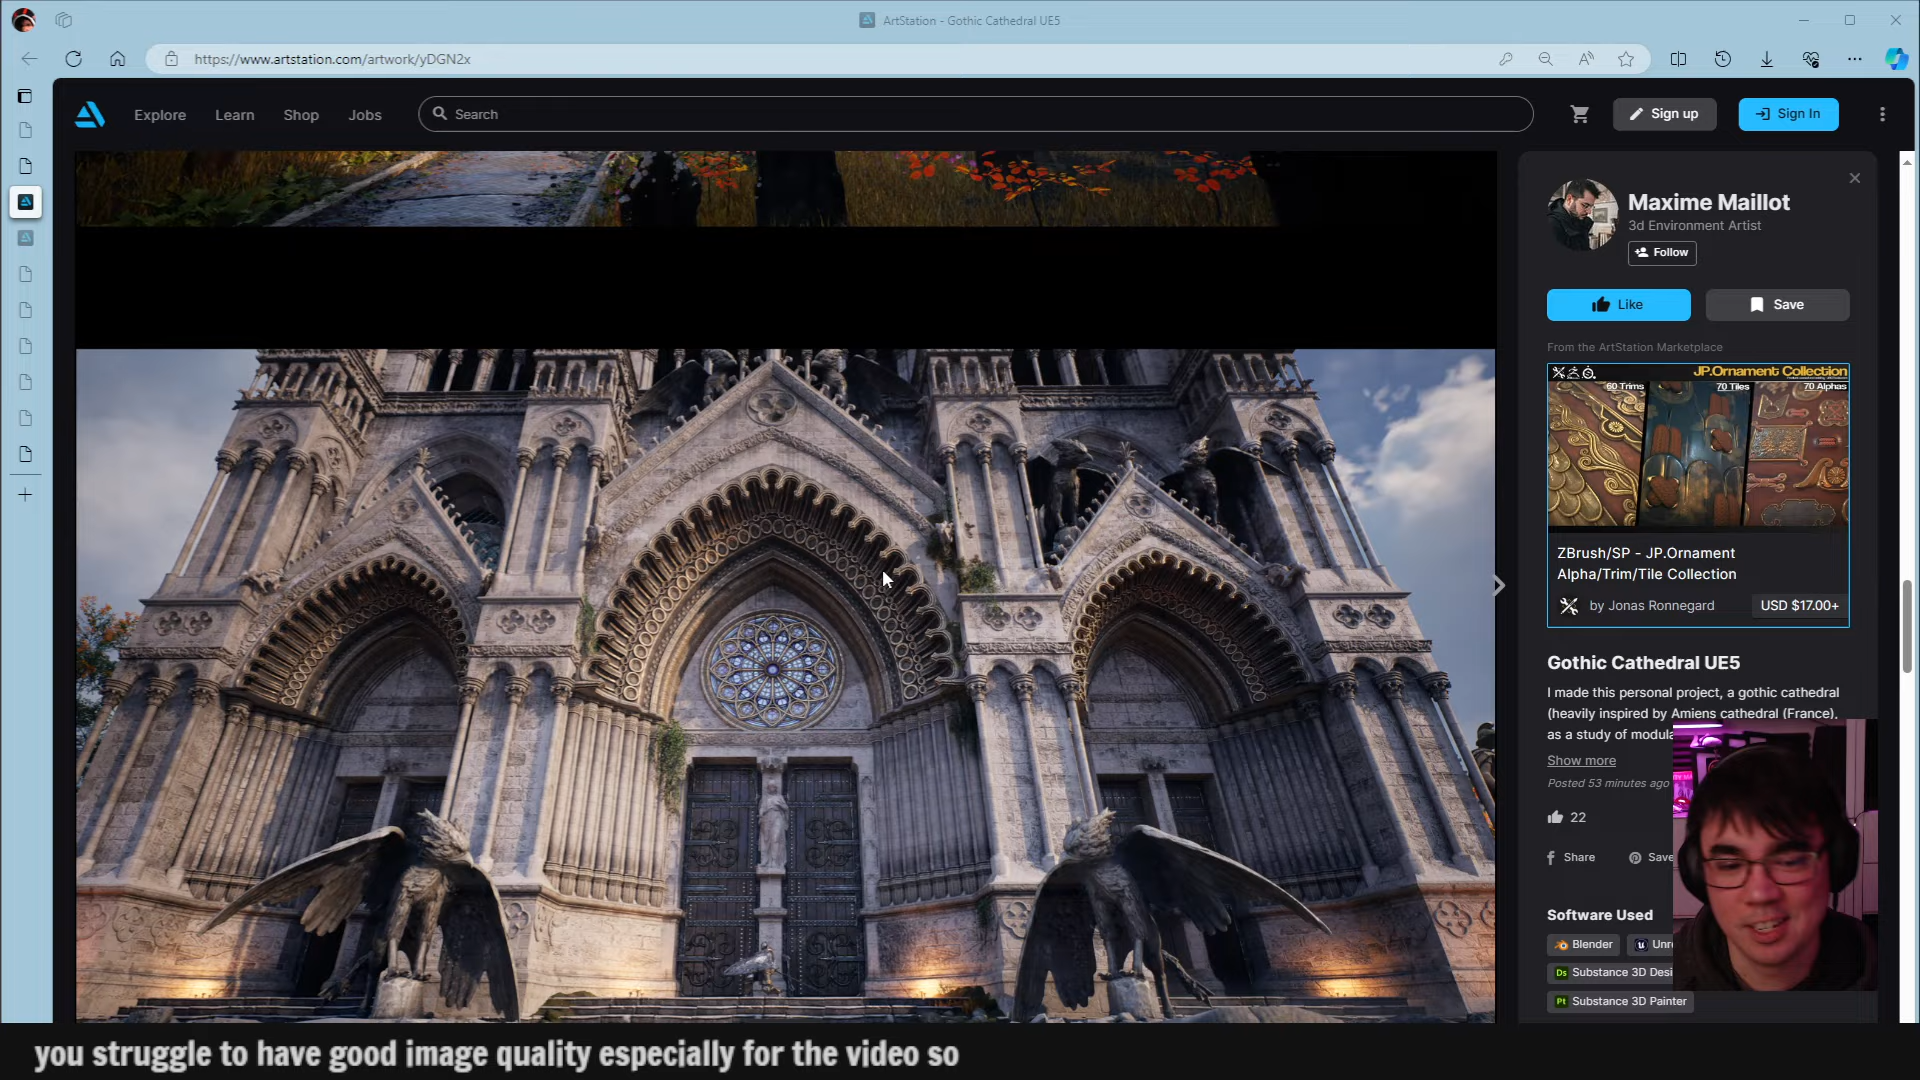 ArtStation - Gothic Cathedral UE5
https://www.artstation.com/artwork/yDGN2x
Explore
Learn
Shop
Jobs
Search
Sign up
Sign In
Maxime Maillot
3d Environment Artist
Follow
Like
Save
From the ArtStation Marketplace
JP.Ornament Collection
60 Trims
70 Tiles
70 Alphas
ZBrush/SP - JP.Ornament
Alpha/Trim/Tile Collection
by Jonas Ronnegard
USD $17.00+
Gothic Cathedral UE5
I made this personal project, a gothic cathedral
(heavily inspired by Amiens cathedral (France),
as a study of modula
Show more
Posted 53 minutes ago
22
Share
Save
Software Used
Blender
Unre
Substance 3D Desi
Substance 3D Painter
you struggle to have good image quality especially for the video so